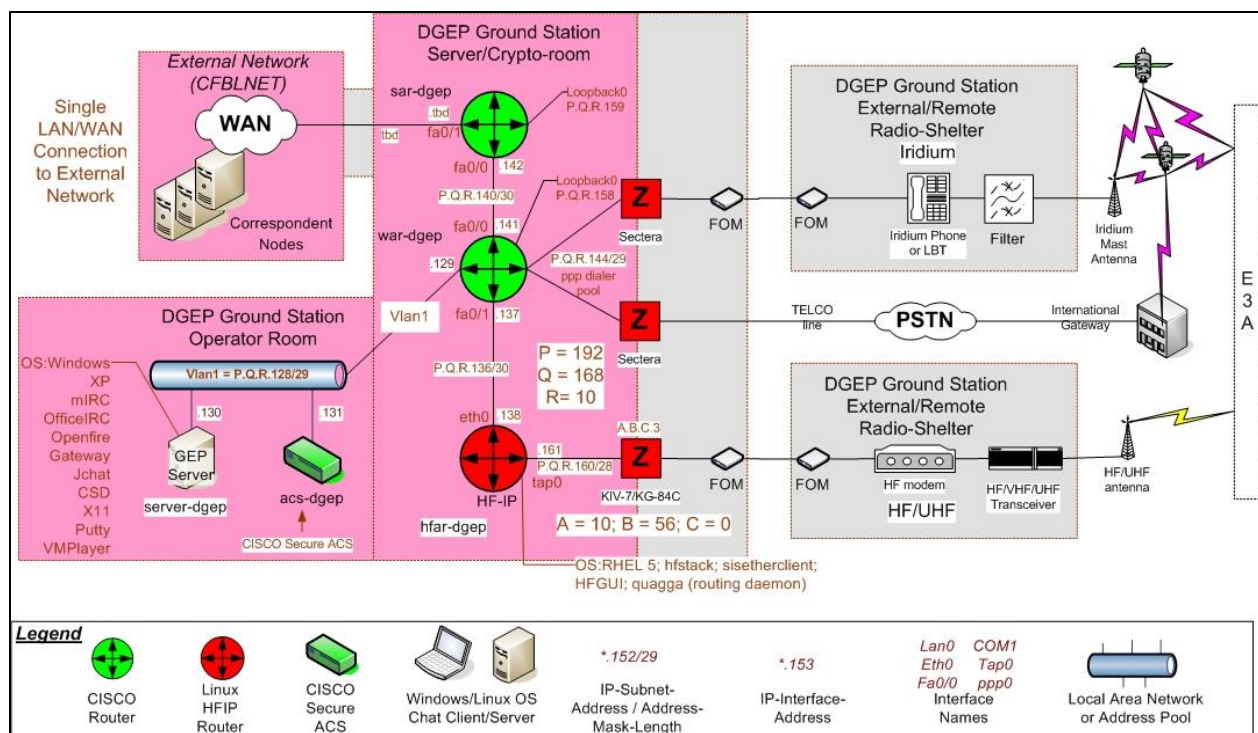 External Network
(CFBLNET)
WAN
Correspondent
Nodes
Single
LAN/WAN
Connection
to External
Network
DGEP Ground Station
Server/Crypto-room
sar-dgep
Loopback0
P.Q.R.159
.tbd
tbd
fa0/1
fa0/0
.142
P.Q.R.140/30
Loopback0
P.Q.R.158
fa0/0
.141
war-dgep
.129
P.Q.R.144/29
ppp dialer
pool
Vlan1
fa0/1
.137
P.Q.R.136/30
P = 192
Q = 168
R= 10
eth0
.138
.161
P.Q.R.160/28
tap0
HF-IP
hfar-dgep
Z
Sectera
Z
Sectera
A.B.C.3
Z
KIV-7/KG-84C
A = 10; B = 56; C = 0
OS:RHEL 5; hfstack; sisetherclient;
HFGUI; quagga (routing daemon)
DGEP Ground Station
Operator Room
OS:Windows
XP
mIRC
OfficeIRC
Openfire
Gateway
Jchat
CSD
X11
Putty
VMPlayer
Vlan1 = P.Q.R.128/29
.130
.131
GEP
Server
server-dgep
acs-dgep
CISCO Secure ACS
FOM
FOM
DGEP Ground Station
External/Remote
Radio-Shelter
Iridium
Iridium Phone
or LBT
Filter
Iridium
Mast
Antenna
TELCO
line
PSTN
International
Gateway
E
3
A
DGEP Ground Station
External/Remote
Radio-Shelter
FOM
FOM
HF modem
HF/UHF
HF/VHF/UHF
Transceiver
HF/UHF
antenna
Legend
CISCO
Router
Linux
HFIP
Router
CISCO
Secure
ACS
Windows/Linux OS
Chat Client/Server
*.152/29
IP-Subnet-
Address / Address-
Mask-Length
*.153
IP-Interface-
Address
Lan0 COM1
Eth0 Tap0
Fa0/0 ppp0
Interface
Names
Local Area Network
or Address Pool